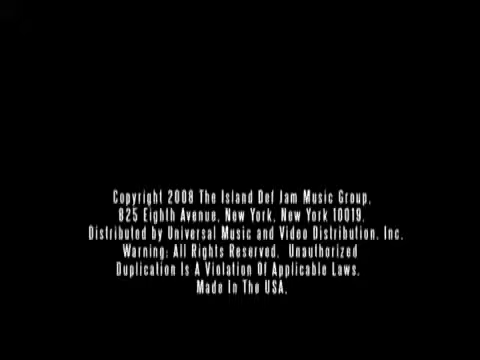 Copyright 2008 The Island Def Jam Music Group,
825 Eighth Avenue, New York, New York 10019.
Distributed by Universal Music and Video Distribution. Inc.
Warning: All Rights Reserved. Unauthorized
Duplication Is A Violation Of Applicable Laws.
Made In The USA.